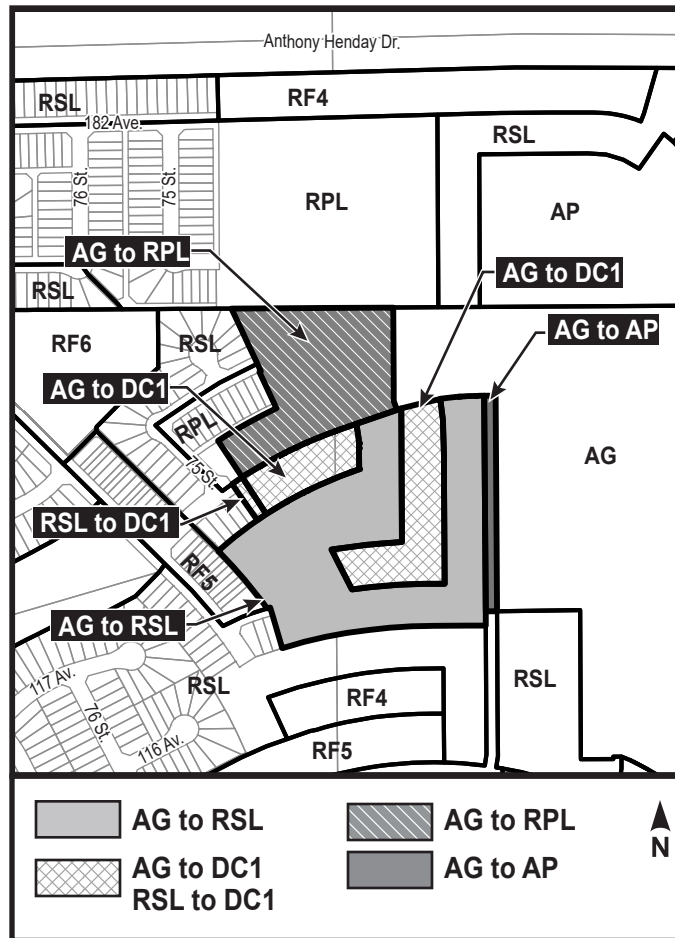 Anthony Henday Dr.
RSL
RF4
182 Ave.
RSL
76 St.
75 St.
RPL
AP
AG to RPL
AG to DC1
RSL
AG to AP
RF6
RSL
AG to DC1
RPL
AG
75 St.
RSL to DC1
RF5
AG to RSL
117 Av.
RSL
RSL
RF4
76 St.
116 Av.
RF5
AG to RSL
AG to RPL
AG to DC1
RSL to DC1
AG to AP
N